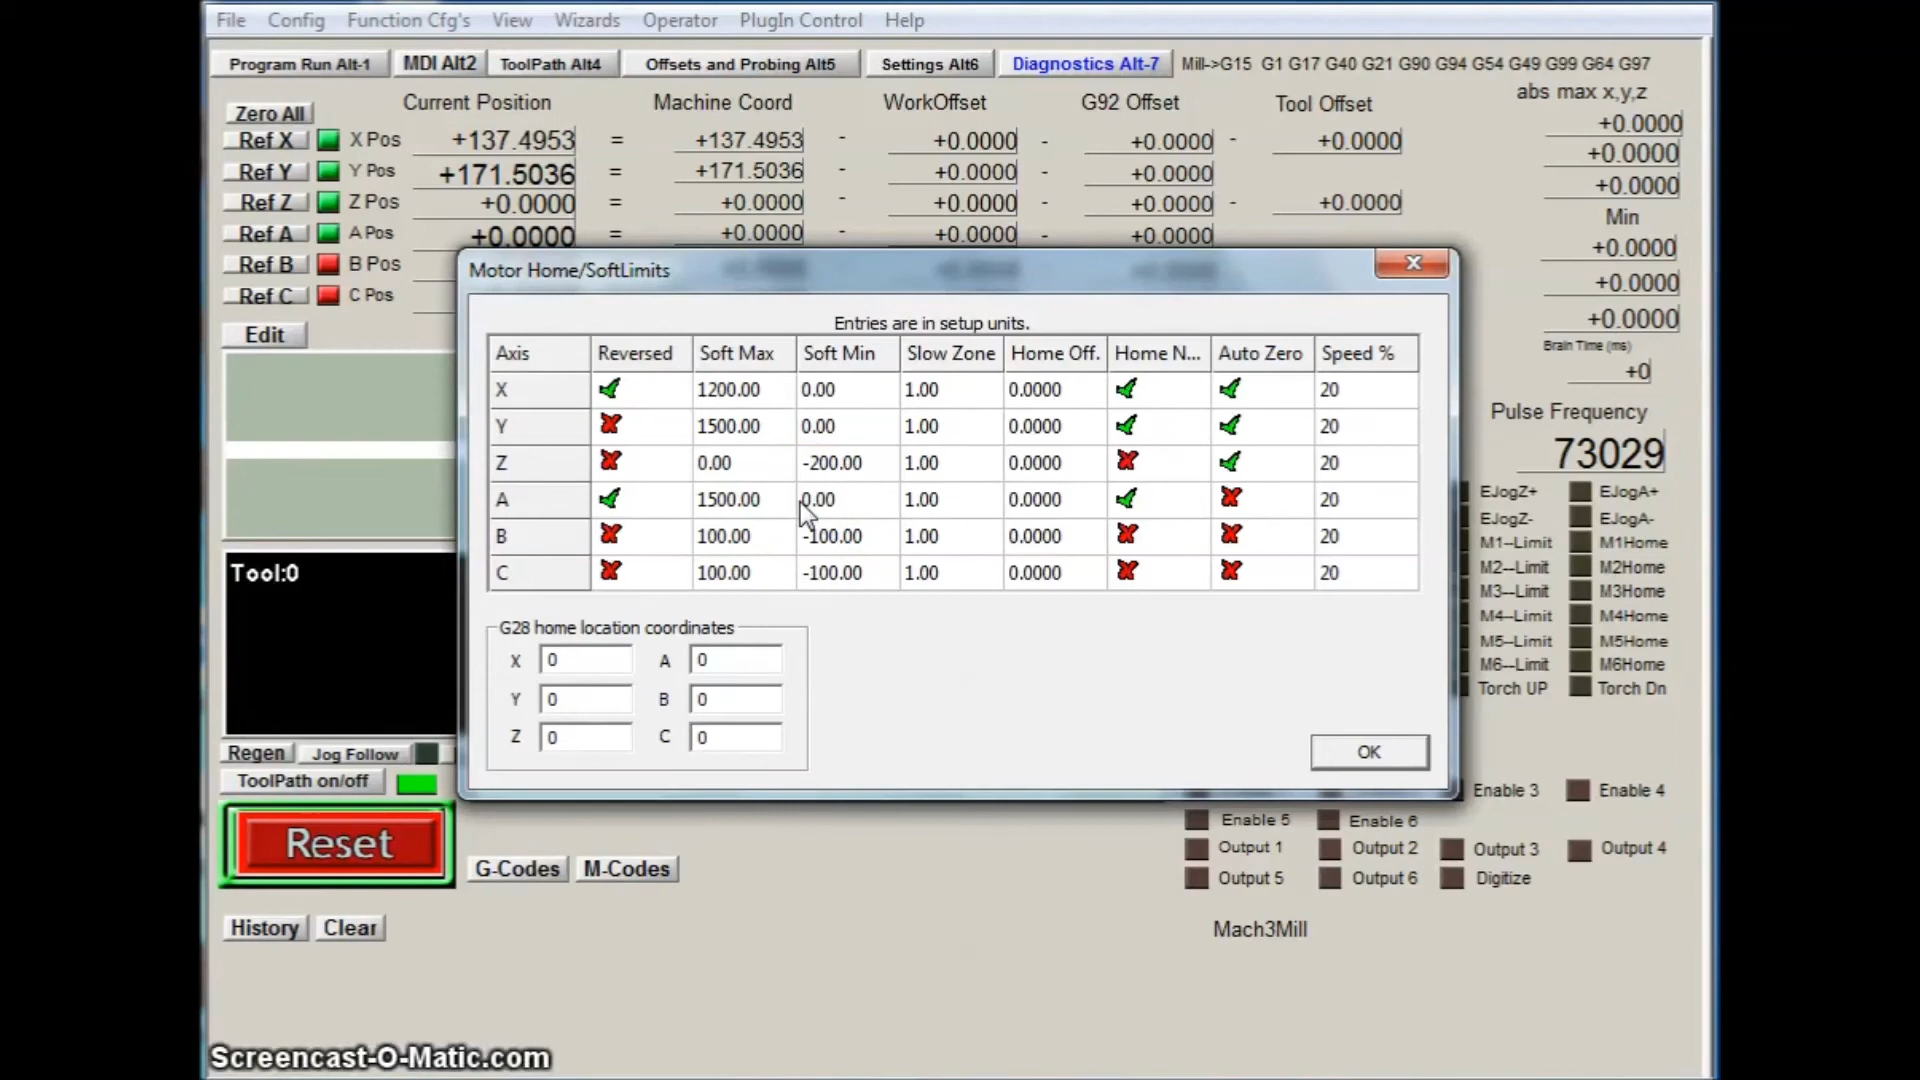 File Config Function Cfg's View Wizards Operator PlugIn Control Help
Program Run Alt-1 MDI Alt2 ToolPath Alt4 Offsets and Probing Alt5 Settings Alt6 Diagnostics Alt-7 Mill->G15 G1 G17 G40 G21 G90 G94 G54 G49 G99 G64 G97
Current Position Machine Coord WorkOffset G92 Offset Tool Offset abs max x,y,z
Zero All
Ref X X Pos +137.4953 = +137.4953 - +0.0000 - +0.0000 - +0.0000 +0.0000
Ref Y Y Pos +171.5036 = +171.5036 - +0.0000 - +0.0000 +0.0000
Ref Z Z Pos +0.0000 = +0.0000 - +0.0000 - +0.0000 - +0.0000 +0.0000
Min
Ref A A Pos +0.0000 = +0.0000 - +0.0000 - +0.0000 +0.0000
Ref B B Pos +0.0000
Ref C C Pos +0.0000
Edit
Brain Time (ms)
+0
Pulse Frequency
73029
Motor Home/SoftLimits
Entries are in setup units.
Axis Reversed Soft Max Soft Min Slow Zone Home Off. Home N... Auto Zero Speed %
X 1200.00 0.00 1.00 0.0000 20
Y 1500.00 0.00 1.00 0.0000 20
Z 0.00 -200.00 1.00 0.0000 20
A 1500.00 0.00 1.00 0.0000 20
B 100.00 -100.00 1.00 0.0000 20
C 100.00 -100.00 1.00 0.0000 20
G28 home location coordinates
X 0 A 0
Y 0 B 0
Z 0 C 0
OK
EJogZ+ EJogA+
EJogZ- EJogA-
M1--Limit M1Home
M2--Limit M2Home
M3--Limit M3Home
M4--Limit M4Home
M5--Limit M5Home
M6--Limit M6Home
Torch UP Torch Dn
Tool:0
Regen Jog Follow
ToolPath on/off
Reset
G-Codes M-Codes
History Clear
Enable 3 Enable 4
Enable 5 Enable 6
Output 1 Output 2 Output 3 Output 4
Output 5 Output 6 Digitize
Mach3Mill
Screencast-O-Matic.com